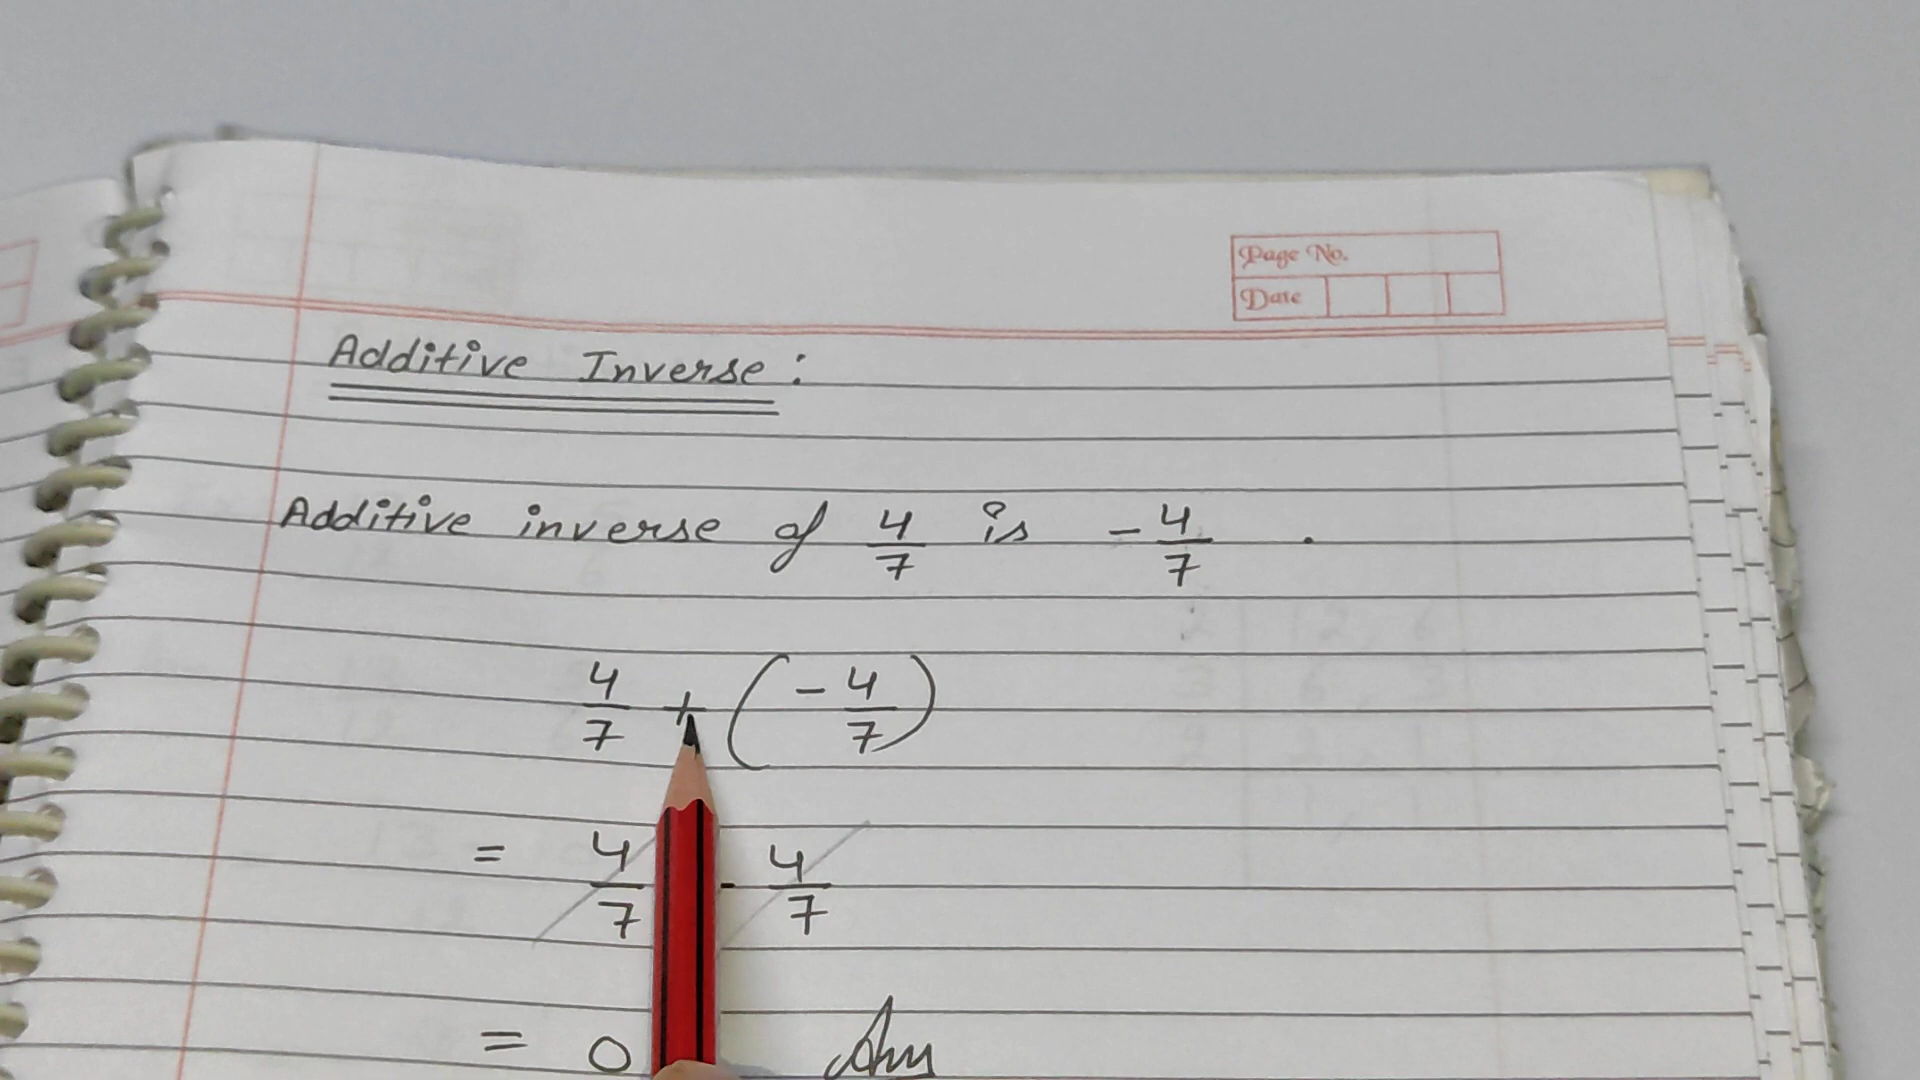 Page No.
Date
Additive Inverse:
Additive inverse of 4/7 is -4/7 .
4/7 + (-4/7)
= 4/7 - 4/7
= 0 Ans